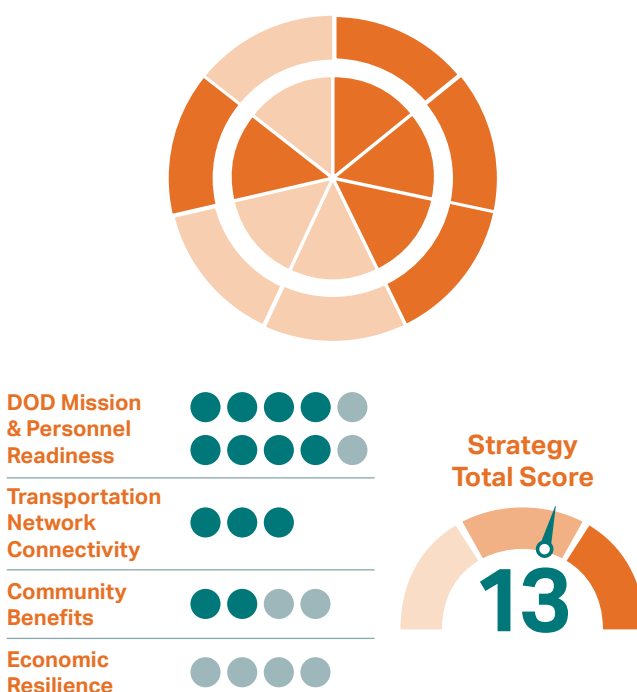 DOD Mission
& Personnel
Readiness
Transportation
Network
Connectivity
Community
Benefits
Economic
Resilience
Strategy
Total Score
13